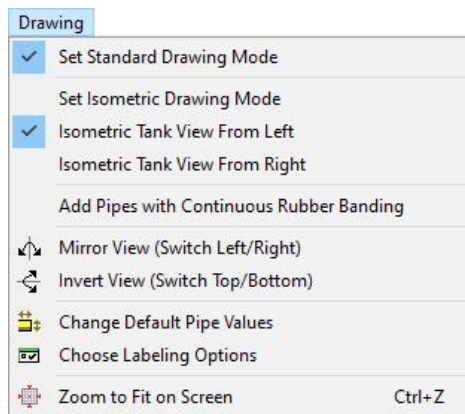 Drawing
Set Standard Drawing Mode
Set Isometric Drawing Mode
Isometric Tank View From Left
Isometric Tank View From Right
Add Pipes with Continuous Rubber Banding
Mirror View (Switch Left/Right)
Invert View (Switch Top/Bottom)
Change Default Pipe Values
Choose Labeling Options
Zoom to Fit on Screen Ctrl+Z